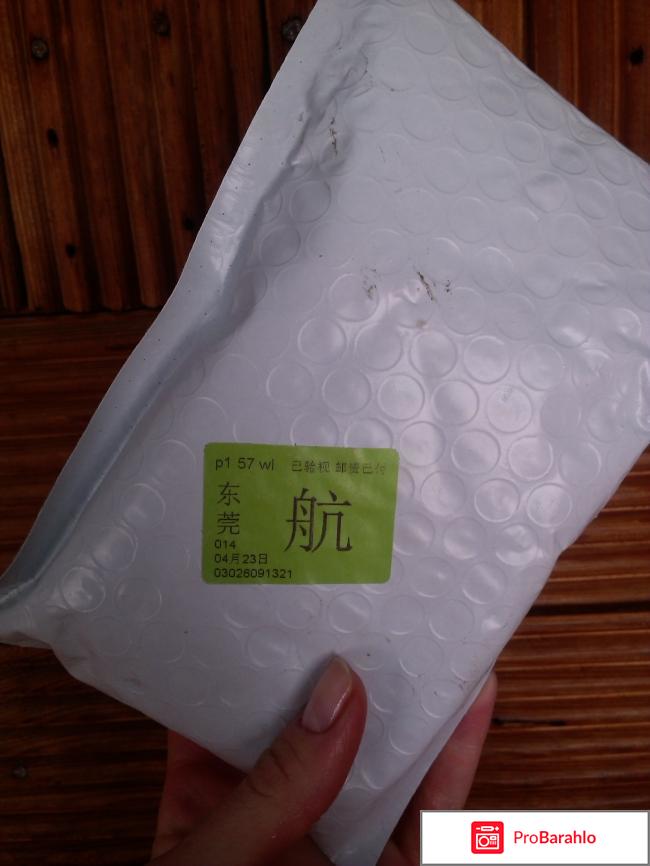 p1 57 wl 已验视 邮资已付
东莞
航
014
04月23日
03026091321
ProBarahlo